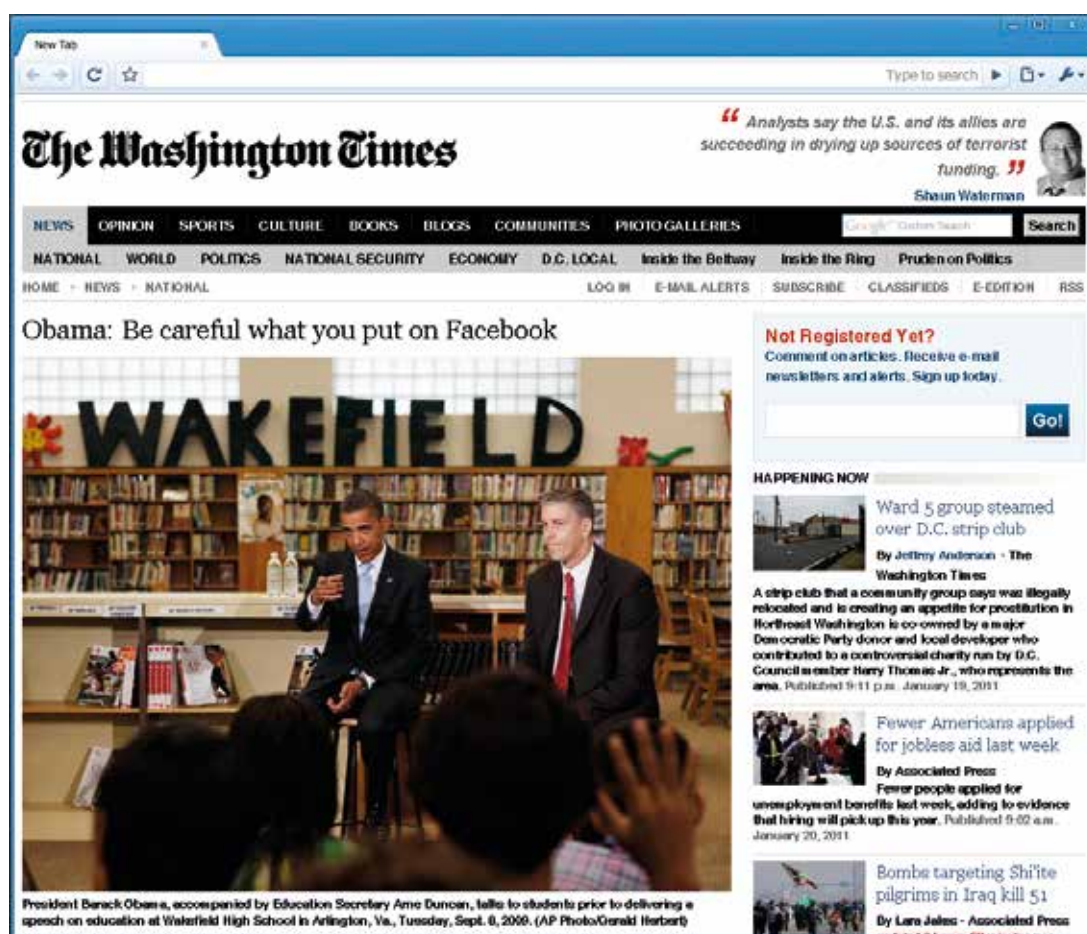 New Tab
Type to search
The Washington Times
“ Analysts say the U.S. and its allies are
succeeding in drying up sources of terrorist
funding. ”
Shaun Waterman
NEWS OPINION SPORTS CULTURE BOOKS BLOGS COMMUNITIES PHOTO GALLERIES
Google Custom Search Search
NATIONAL WORLD POLITICS NATIONAL SECURITY ECONOMY D.C. LOCAL Inside the Beltway Inside the Ring Pruden on Politics
HOME NEWS NATIONAL LOG IN E-MAIL ALERTS SUBSCRIBE CLASSIFIEDS E-EDITION RSS
Obama: Be careful what you put on Facebook
WAKEFIELD
President Barack Obama, accompanied by Education Secretary Arne Duncan, talks to students prior to delivering a
speech on education at Wakefield High School in Arlington, Va., Tuesday, Sept. 8, 2009. (AP Photo/Gerald Herbert)
Not Registered Yet?
Comment on articles. Receive e-mail
newsletters and alerts. Sign up today.
Go!
HAPPENING NOW
Ward 5 group steamed
over D.C. strip club
By Jeffrey Anderson - The
Washington Times
A strip club that a community group says was illegally
relocated and is creating an appetite for prostitution in
Northeast Washington is co-owned by a major
Democratic Party donor and local developer who
contributed to a controversial charity run by D.C.
Council member Harry Thomas Jr., who represents the
area. Published 9:11 p.m. January 19, 2011
Fewer Americans applied
for jobless aid last week
By Associated Press
Fewer people applied for
unemployment benefits last week, adding to evidence
that hiring will pick up this year. Published 9:02 a.m.
January 20, 2011
Bombs targeting Shi'ite
pilgrims in Iraq kill 51
By Lara Jakes - Associated Press